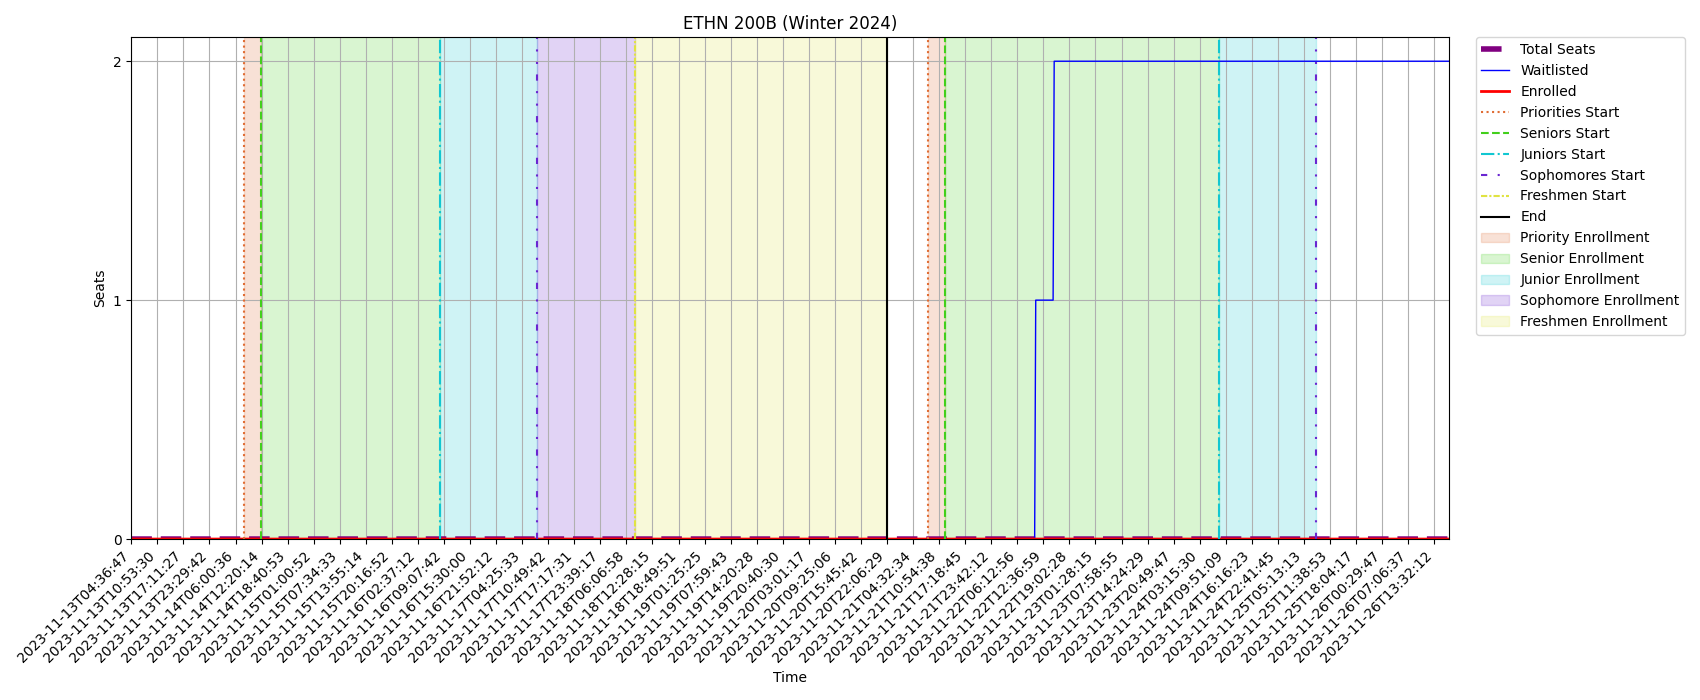 ETHN 200B (Winter 2024)
Seats
2
1
0
2023-11-13T04:36:47
2023-11-13T10:53:30
2023-11-13T17:11:27
2023-11-13T23:29:42
2023-11-14T06:00:36
2023-11-14T12:20:14
2023-11-14T18:40:53
2023-11-15T01:00:52
2023-11-15T07:34:33
2023-11-15T13:55:14
2023-11-15T20:16:52
2023-11-16T02:37:12
2023-11-16T09:07:42
2023-11-16T15:30:00
2023-11-16T21:52:12
2023-11-17T04:25:33
2023-11-17T10:49:42
2023-11-17T17:17:31
2023-11-17T23:39:17
2023-11-18T06:06:58
2023-11-18T12:28:15
2023-11-18T18:49:51
2023-11-19T01:25:25
2023-11-19T07:59:43
2023-11-19T14:20:28
2023-11-19T20:40:30
2023-11-20T03:01:17
2023-11-20T09:25:06
2023-11-20T15:45:42
2023-11-20T22:06:29
2023-11-21T04:32:34
2023-11-21T10:54:38
2023-11-21T17:18:45
2023-11-21T23:42:12
2023-11-22T06:12:56
2023-11-22T12:36:59
2023-11-22T19:02:28
2023-11-23T01:28:15
2023-11-23T07:58:55
2023-11-23T14:24:29
2023-11-23T20:49:47
2023-11-24T03:15:30
2023-11-24T09:51:09
2023-11-24T16:16:23
2023-11-24T22:41:45
2023-11-25T05:13:13
2023-11-25T11:38:53
2023-11-25T18:04:17
2023-11-26T00:29:47
2023-11-26T07:06:37
2023-11-26T13:32:12
Time
Total Seats
Waitlisted
Enrolled
Priorities Start
Seniors Start
Juniors Start
Sophomores Start
Freshmen Start
End
Priority Enrollment
Senior Enrollment
Junior Enrollment
Sophomore Enrollment
Freshmen Enrollment